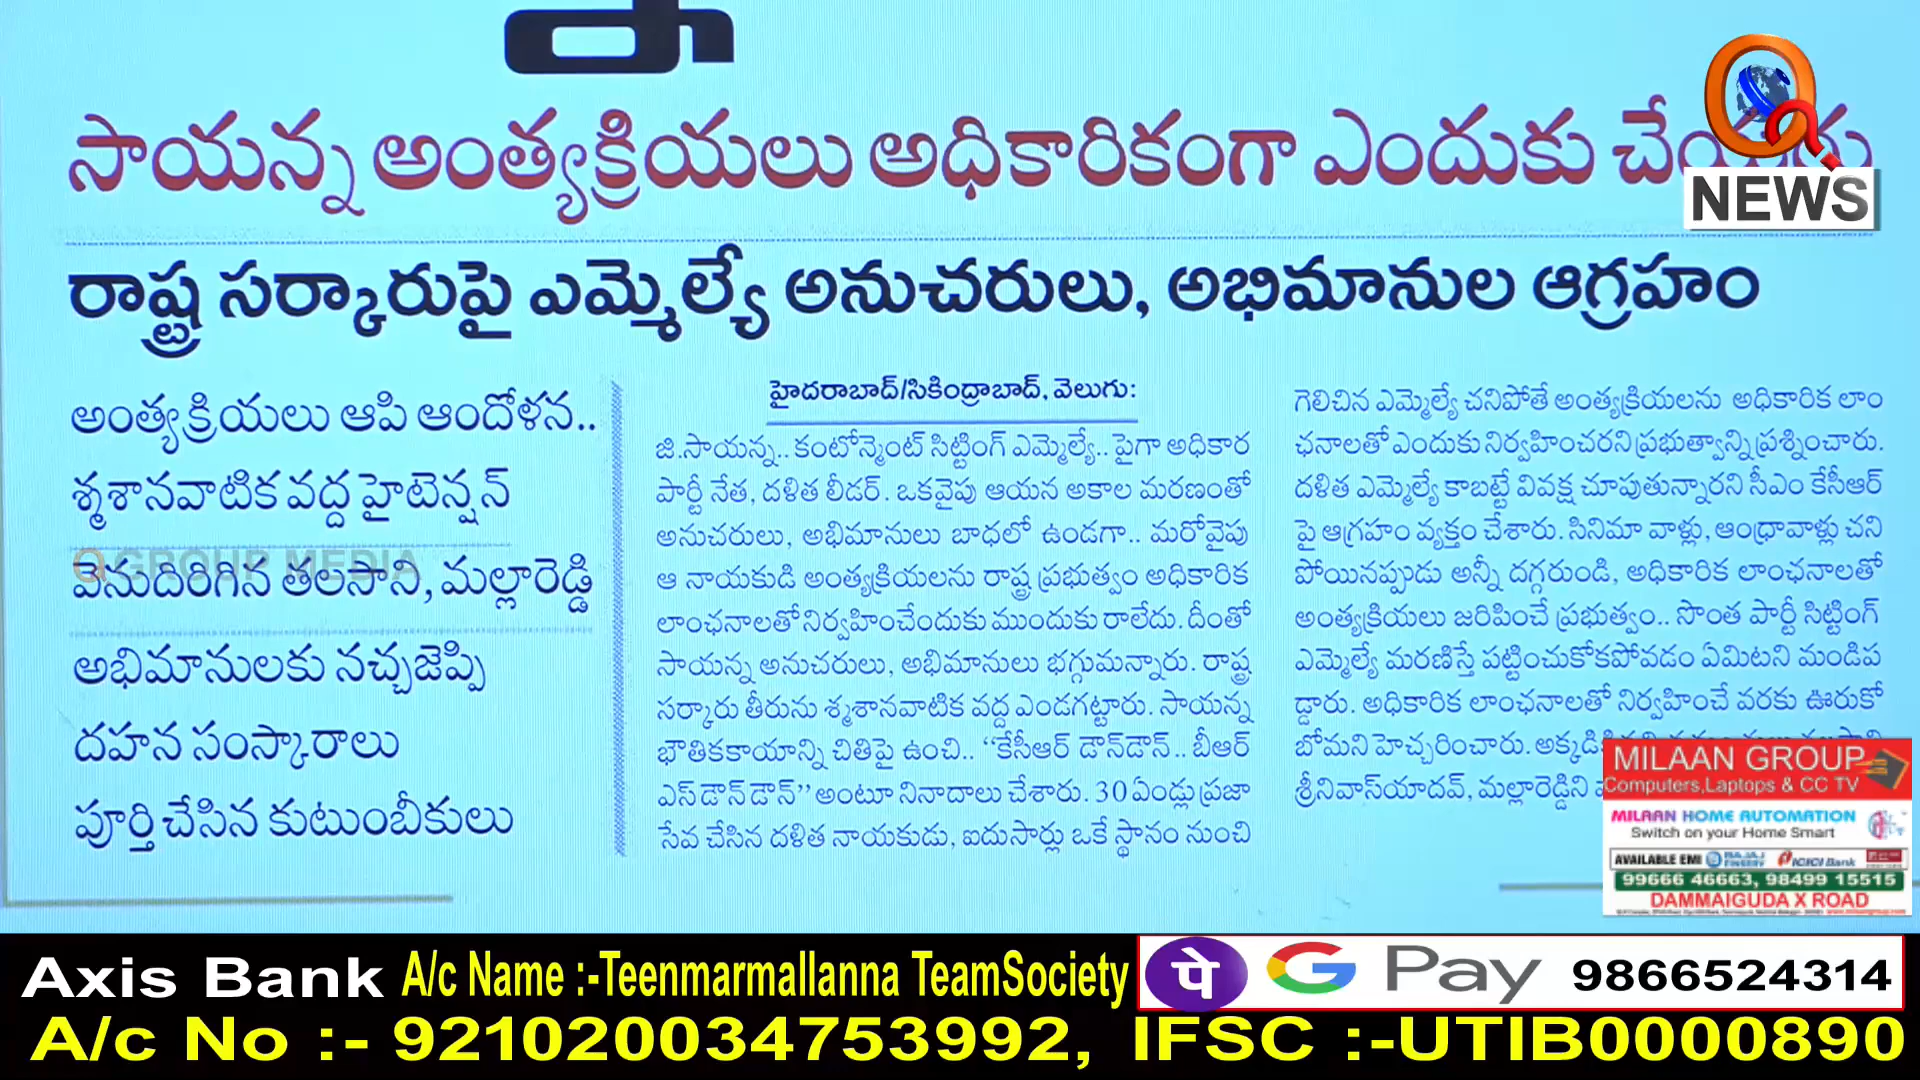 సాయన్న అంత్యక్రియలు అధికారికంగా ఎందుకు
NEWS
రాష్ట్ర సర్కారుపై ఎమ్మెల్యే అనుచరులు, అభిమానుల ఆగ్రహం
అంత్యక్రియలు ఆపి ఆందోళన..
శ్మశానవాటిక వద్ద హైటెన్షన్
GROUP MEDIA
వెనుదిరిగిన తలసాని, మల్లారెడ్డి
అభిమానులకు నచ్చజెప్పి
దహన సంస్కారాలు
పూర్తిచేసిన కుటుంబీకులు
హైదరాబాద్/సికింద్రాబాద్, వెలుగు:
జి.సాయన్న.. కంటోన్మెంట్ సిట్టింగ్ ఎమ్మెల్యే.. పైగా అధికార
పార్టీ నేత, దళిత లీడర్. ఒకవైపు ఆయన అకాల మరణంతో
అనుచరులు, అభిమానులు బాధలో ఉండగా.. మరోవైపు
ఆ నాయకుడి అంత్యక్రియలను రాష్ట్ర ప్రభుత్వం అధికారిక
లాంఛనాలతో నిర్వహించేందుకు ముందుకు రాలేదు. దీంతో
సాయన్న అనుచరులు, అభిమానులు భగ్గుమన్నారు. రాష్ట్ర
సర్కారు తీరును శ్మశానవాటిక వద్ద ఎండగట్టారు. సాయన్న
భౌతికకాయాన్ని చితిపై ఉంచి.. ‘‘కేసీఆర్ డౌన్‌డౌన్.. బీఆర్
ఎస్ డౌన్ డౌన్’’ అంటూ నినాదాలు చేశారు. 30 ఏండ్లు ప్రజా
సేవ చేసిన దళిత నాయకుడు, ఐదుసార్లు ఒకే స్థానం నుంచి
గెలిచిన ఎమ్మెల్యే చనిపోతే అంత్యక్రియలను అధికారిక లాం
ఛనాలతో ఎందుకు నిర్వహించరని ప్రభుత్వాన్ని ప్రశ్నించారు.
దళిత ఎమ్మెల్యే కాబట్టే వివక్ష చూపుతున్నారని సీఎం కేసీఆర్
పై ఆగ్రహం వ్యక్తం చేశారు. సినిమా వాళ్లు, ఆంధ్రావాళ్లు చని
పోయినప్పుడు అన్నీ దగ్గరుండి, అధికారిక లాంఛనాలతో
అంత్యక్రియలు జరిపించే ప్రభుత్వం.. సొంత పార్టీ సిట్టింగ్
ఎమ్మెల్యే మరణిస్తే పట్టించుకోకపోవడం ఏమిటని మండిప
డ్డారు. అధికారిక లాంఛనాలతో నిర్వహించే వరకు ఊరుకో
బోమని హెచ్చరించారు.
శ్రీనివాస్‌యాదవ్, మల్లారెడ్డిని
MILAAN GROUP
Computers,Laptops & CC TV
MILAAN HOME AUTOMATION
Switch on your Home Smart
AVAILABLE EMI BAJAJ FINSERV ICICI Bank
99666 46663, 98499 15515
DAMMAIGUDA X ROAD
Axis Bank A/c Name :-Teenmarmallanna TeamSociety
पे G Pay 9866524314
A/c No :- 921020034753992, IFSC :-UTIB0000890